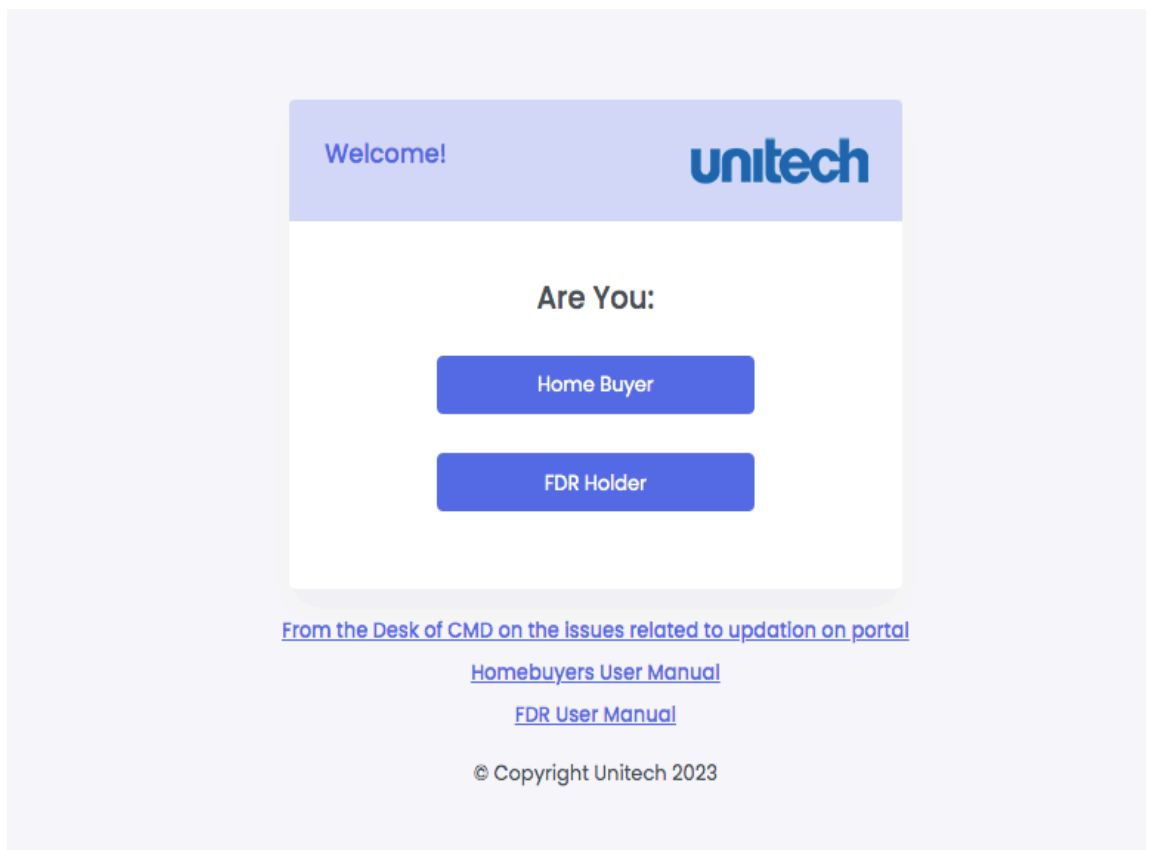 Welcome!
unitech
Are You:
Home Buyer
FDR Holder
From the Desk of CMD on the issues related to updation on portal
Homebuyers User Manual
FDR User Manual
© Copyright Unitech 2023